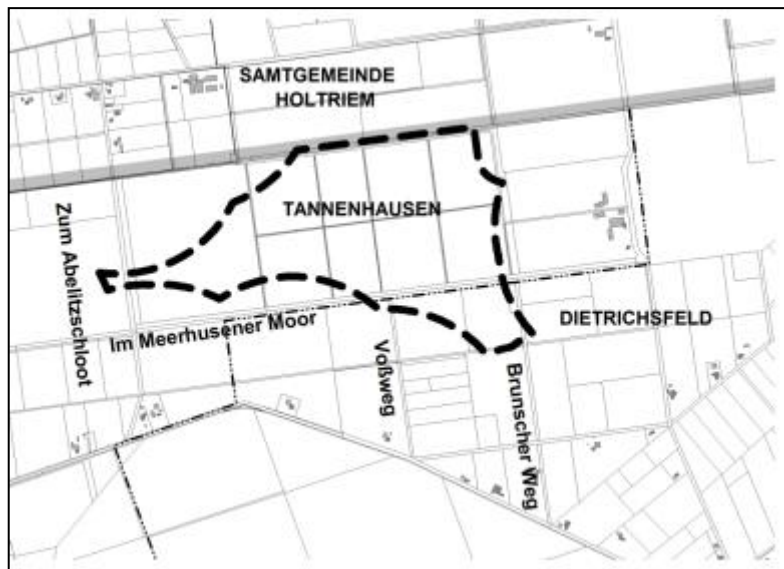 SAMTGEMEINDE
HOLTRIEM
TANNENHAUSEN
Zum Abelitzschloot
Im Meerhusener Moor
DIETRICHSFELD
Voßweg
Brunscher Weg